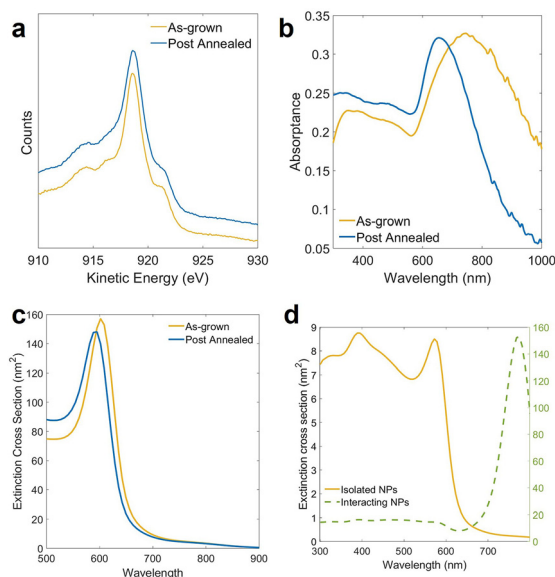 a
As-grown
Post Annealed
Counts
910 915 920 925 930
Kinetic Energy (eV)
b
0.35
0.3
0.25
0.2
0.15
0.1
0.05
Absorptance
As-grown
Post Annealed
400 600 800 1000
Wavelength (nm)
c
160
140
120
100
80
60
40
20
0
Extinction Cross Section (nm²)
As-grown
Post Annealed
500 600 700 800 900
Wavelength
d
9
8
7
6
5
4
3
2
1
0
Exctinction cross section (nm²)
Isolated NPs
Interacting NPs
160
140
120
100
80
60
40
20
0
300 400 500 600 700
Wavelength (nm)